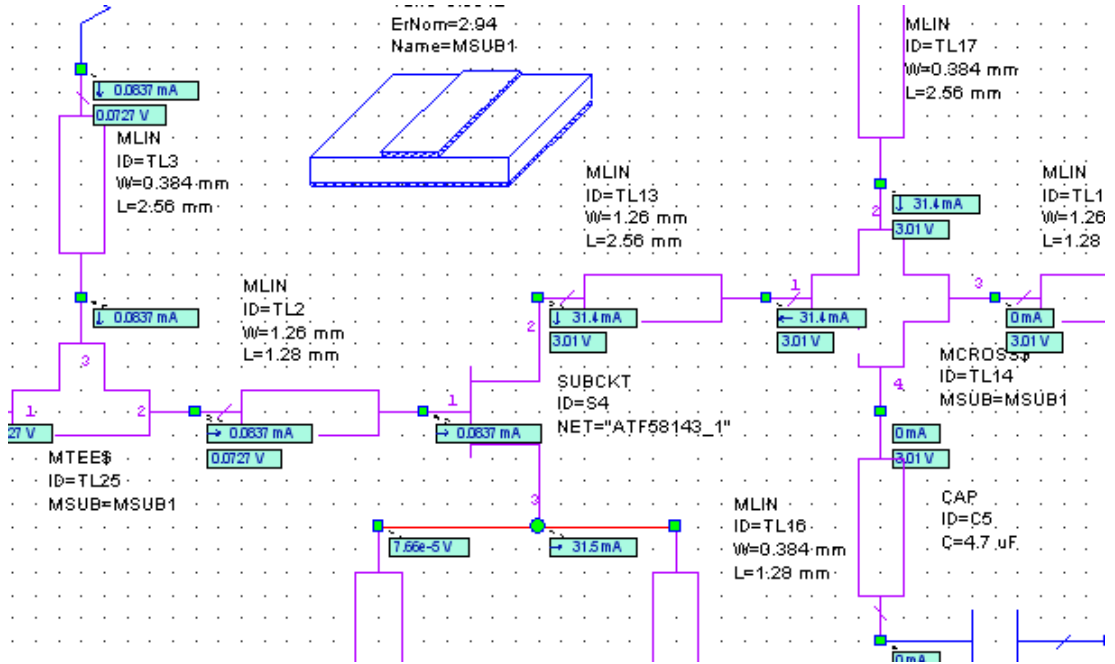 ErNom=2.94
Name=MSUB1
MLIN
ID=TL17
W=0.384 mm
L=2.56 mm
0.0837 mA
0.0727 V
MLIN
ID=TL3
W=0.384 mm
L=2.56 mm
MLIN
ID=TL13
W=1.26 mm
L=2.56 mm
2
31.4 mA
3.01 V
MLIN
ID=TL1
W=1.26
L=1.28
0.0837 mA
MLIN
ID=TL2
W=1.26 mm
L=1.28 mm
3
2
31.4 mA
3.01 V
1
31.4 mA
3.01 V
3
0 mA
3.01 V
MCROSS$
ID=TL14
MSUB=MSUB1
4
SUBCKT
ID=S4
NET="ATF58143_1"
1
2
27 V
0.0837 mA
0.0727 V
1
0.0837 mA
0 mA
3.01 V
MTEE$
ID=TL25
MSUB=MSUB1
3
7.66e-5 V
31.5 mA
MLIN
ID=TL16
W=0.384 mm
L=1.28 mm
CAP
ID=C5
C=4.7 uF
0 mA